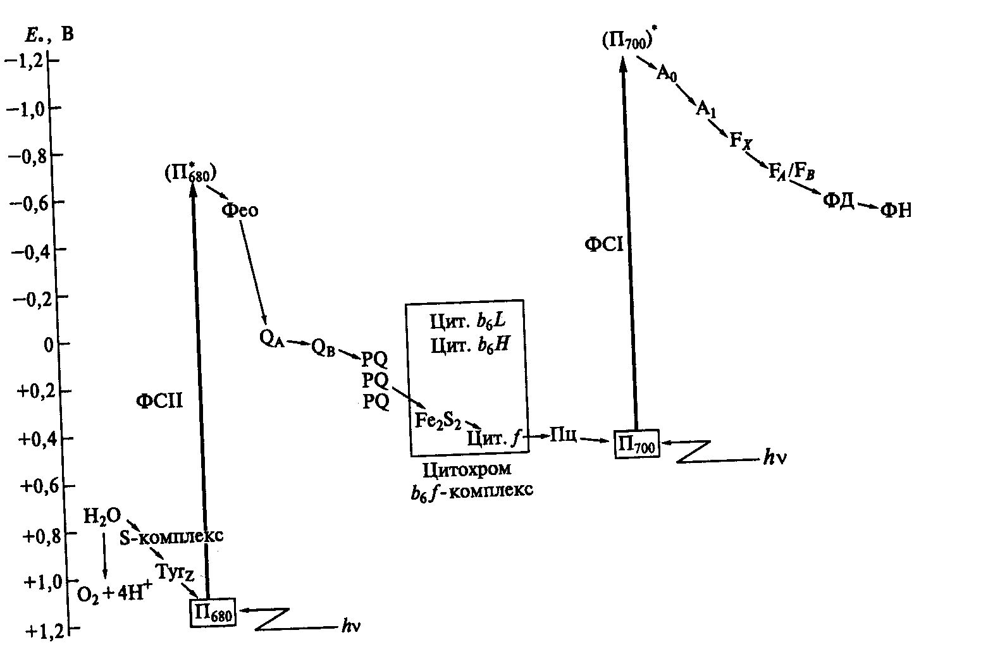 E₀, В
−1,2
−1,0
−0,8
−0,6
−0,4
−0,2
0
+0,2
+0,4
+0,6
+0,8
+1,0
+1,2
(П*680)
Фео
QA
QB
PQ
PQ
PQ
ФСII
H₂O
S-комплекс
TyrZ
O₂ + 4H⁺
П680
hν
Цит. b₆L
Цит. b₆H
Fe₂S₂
Цит. f
Цитохром
b₆f-комплекс
Пц
(П700)*
A₀
A₁
FX
FA/FB
ФД
ФН
ФСI
П700
hν